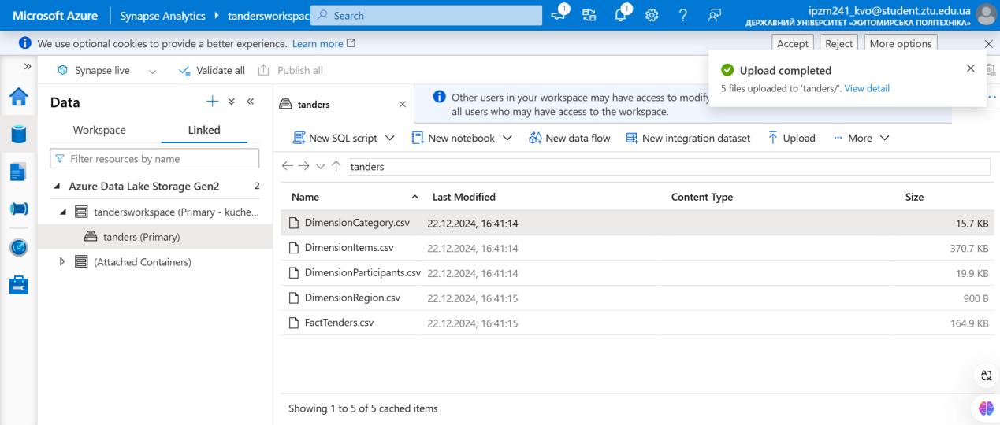 Microsoft Azure | Synapse Analytics tandersworkspac Search 1 1 ipzm241_kvo@student.ztu.edu.ua
ДЕРЖАВНИЙ УНІВЕРСИТЕТ «ЖИТОМИРСЬКА ПОЛІТЕХНІКА»
We use optional cookies to provide a better experience. Learn more Accept Reject More options
Synapse live Validate all Publish all
Upload completed
5 files uploaded to 'tanders/'. View detail
Data
Workspace Linked
Filter resources by name
Azure Data Lake Storage Gen2 2
tandersworkspace (Primary - kuche...
tanders (Primary)
(Attached Containers)
tanders
Other users in your workspace may have access to modify
all users who may have access to the workspace.
New SQL script New notebook New data flow New integration dataset Upload ··· More
tanders
Name Last Modified Content Type Size
DimensionCategory.csv 22.12.2024, 16:41:14 15.7 KB
DimensionItems.csv 22.12.2024, 16:41:14 370.7 KB
DimensionParticipants.csv 22.12.2024, 16:41:14 19.9 KB
DimensionRegion.csv 22.12.2024, 16:41:15 900 B
FactTenders.csv 22.12.2024, 16:41:15 164.9 KB
Showing 1 to 5 of 5 cached items